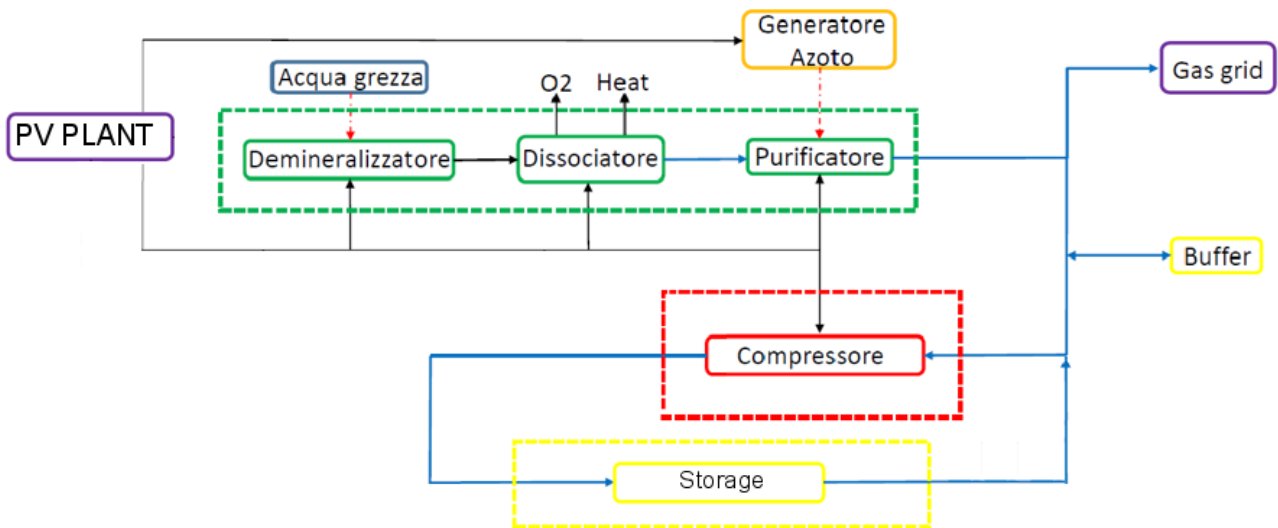 Generatore
Azoto
Gas grid
Acqua grezza
O2
Heat
PV PLANT
Demineralizzatore
Dissociatore
Purificatore
Buffer
Compressore
Storage